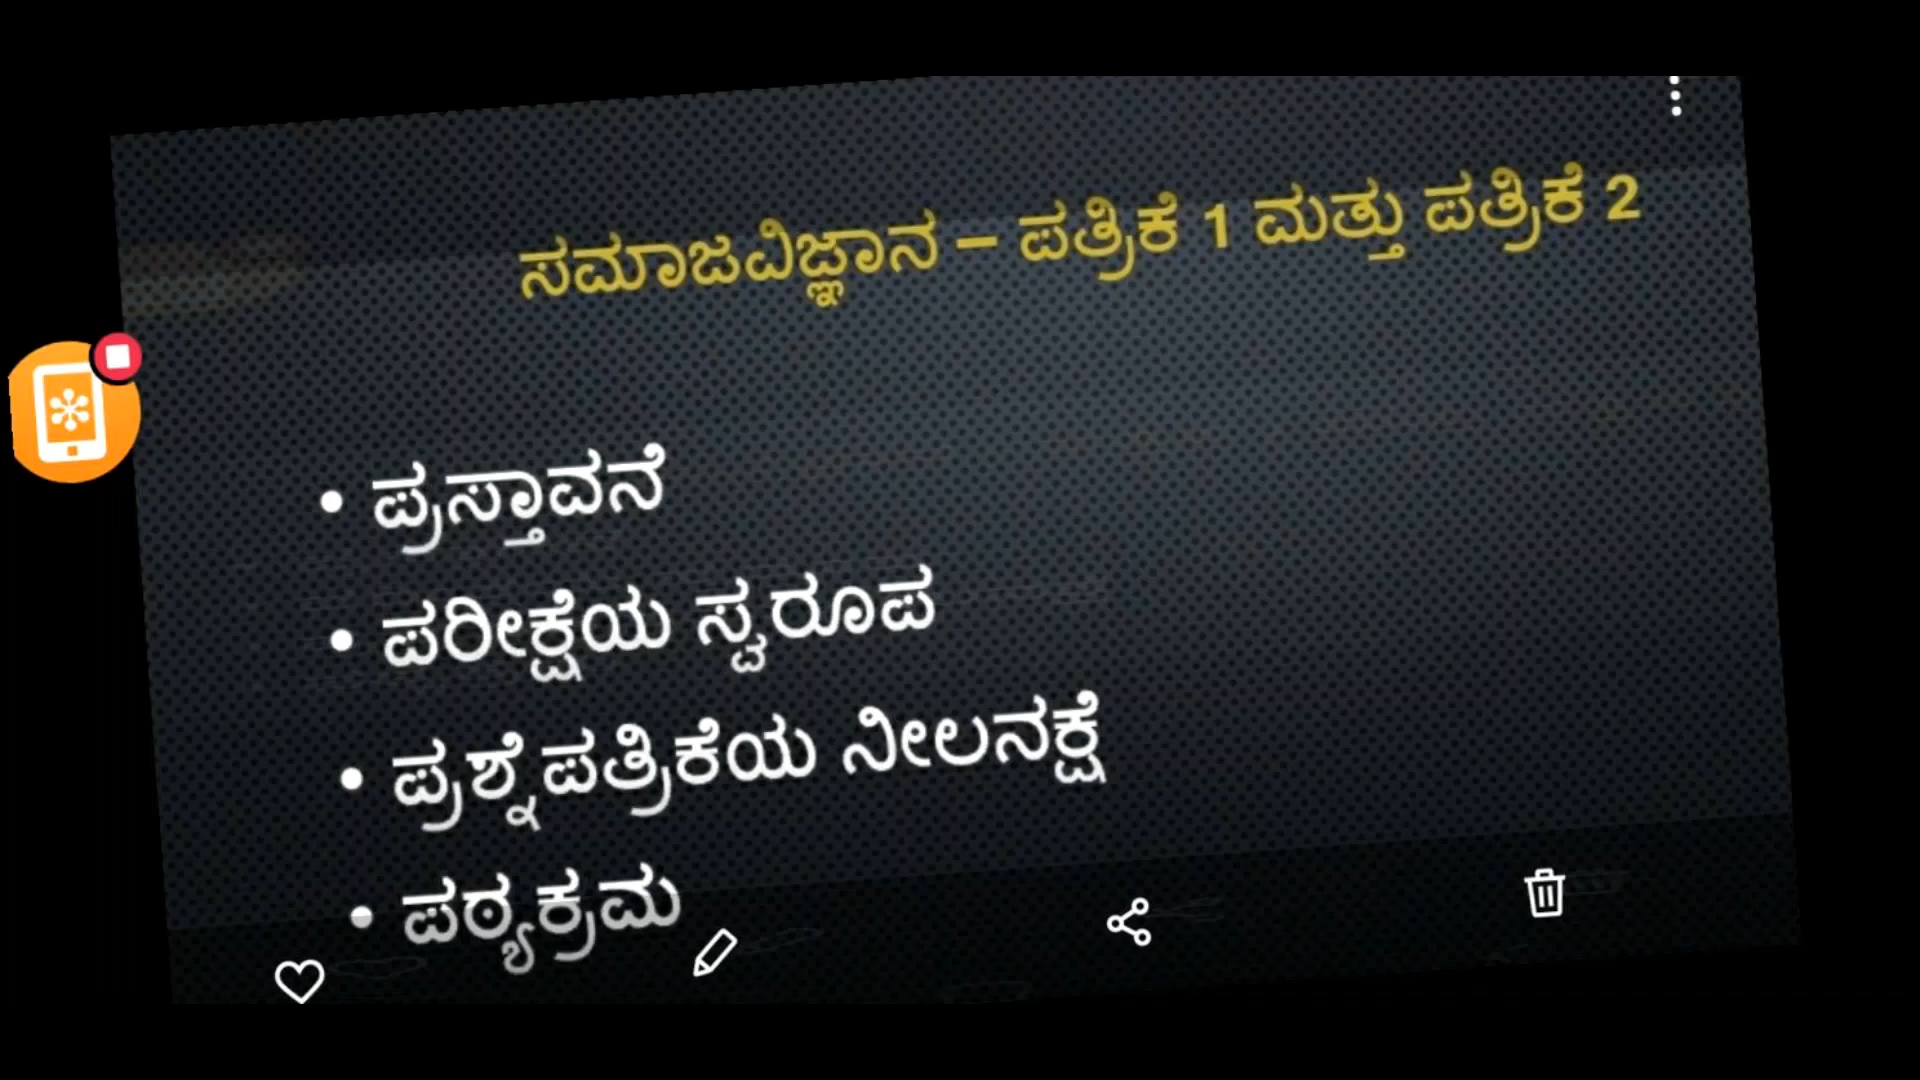 ಸಮಾಜವಿಜ್ಞಾನ – ಪತ್ರಿಕೆ 1 ಮತ್ತು ಪತ್ರಿಕೆ 2
• ಪ್ರಸ್ತಾವನೆ
• ಪರೀಕ್ಷೆಯ ಸ್ವರೂಪ
• ಪ್ರಶ್ನೆಪತ್ರಿಕೆಯ ನೀಲನಕ್ಷೆ
• ಪಠ್ಯಕ್ರಮ